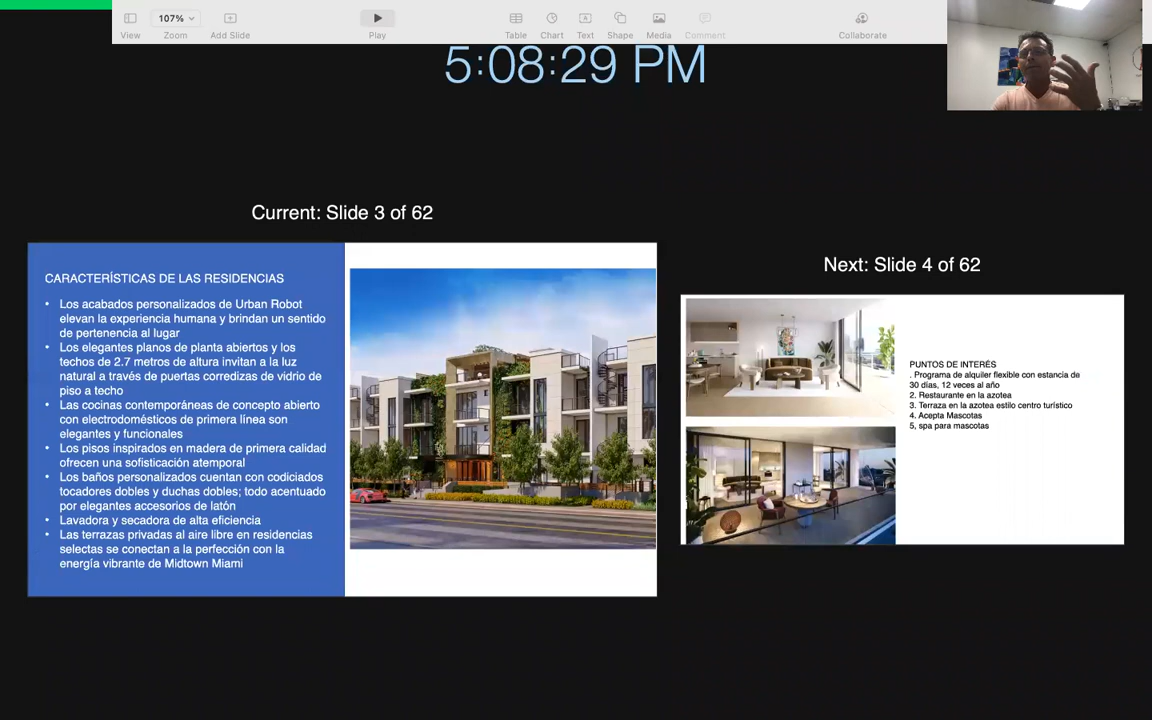 107%
View
Zoom
Add Slide
Play
Table
Chart
Text
Shape
Media
Comment
Collaborate
5:08:29 PM
Current: Slide 3 of 62
CARACTERÍSTICAS DE LAS RESIDENCIAS
• Los acabados personalizados de Urban Robot
elevan la experiencia humana y brindan un sentido
de pertenencia al lugar
• Los elegantes planos de planta abiertos y los
techos de 2.7 metros de altura invitan a la luz
natural a través de puertas corredizas de vidrio de
piso a techo
• Las cocinas contemporáneas de concepto abierto
con electrodomésticos de primera línea son
elegantes y funcionales
• Los pisos inspirados en madera de primera calidad
ofrecen una sofisticación atemporal
• Los baños personalizados cuentan con codiciados
tocadores dobles y duchas dobles; todo acentuado
por elegantes accesorios de latón
• Lavadora y secadora de alta eficiencia
• Las terrazas privadas al aire libre en residencias
selectas se conectan a la perfección con la
energía vibrante de Midtown Miami
Next: Slide 4 of 62
PUNTOS DE INTERÉS
. Programa de alquiler flexible con estancia de
30 días, 12 veces al año
2. Restaurante en la azotea
3. Terraza en la azotea estilo centro turístico
4. Acepta Mascotas
5, spa para mascotas